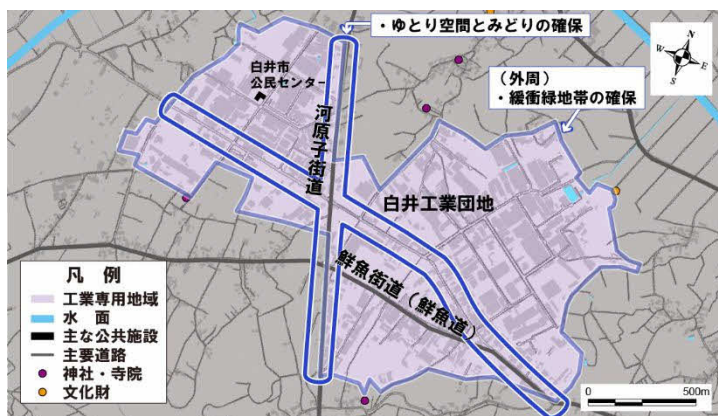 ・ゆとり空間とみどりの確保
（外周）
・緩衝緑地帯の確保
N
W
E
S
白井市
公民センター
河原子街道
白井工業団地
鮮魚街道（鮮魚道）
凡　例
工業専用地域
水　面
主な公共施設
主要道路
神社・寺院
文化財
0
500m